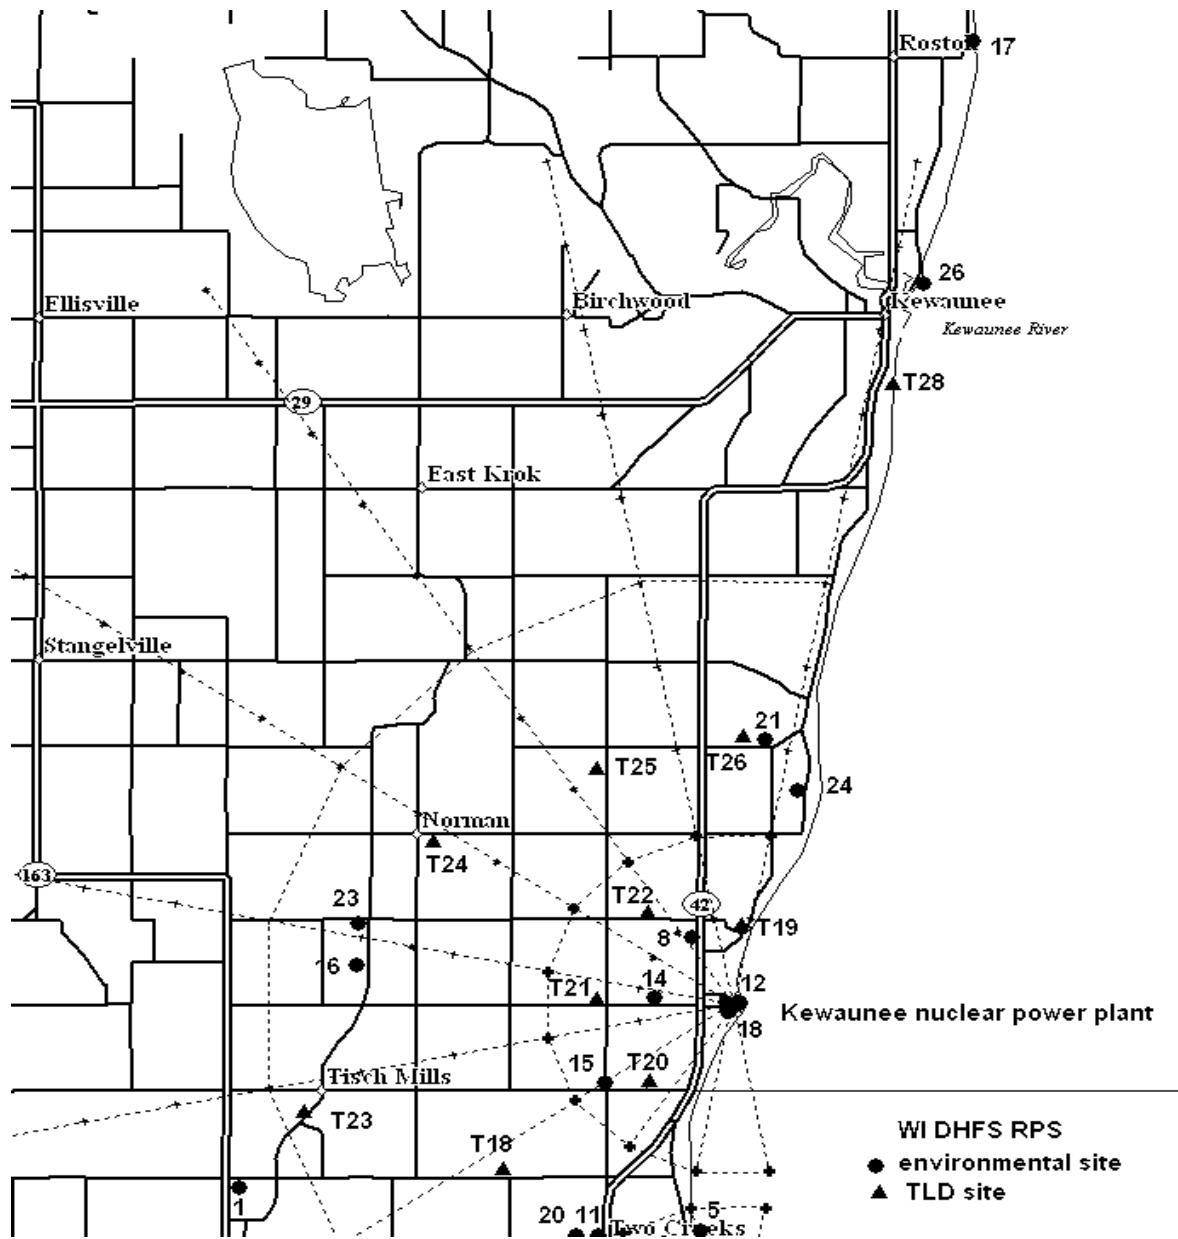 Roston
17
26
Ellisville
Birchwood
Kewaunee
Kewaunee River
T28
29
East Krok
Stangelville
21
T25
T26
24
Norman
T24
163
23
T22
42
8*
T19
16
T21
14
12
Kewaunee nuclear power plant
18
15
T20
Tisch Mills
T23
WI DHFS RPS
T18
environmental site
TLD site
1
20
11
5
Two Creeks